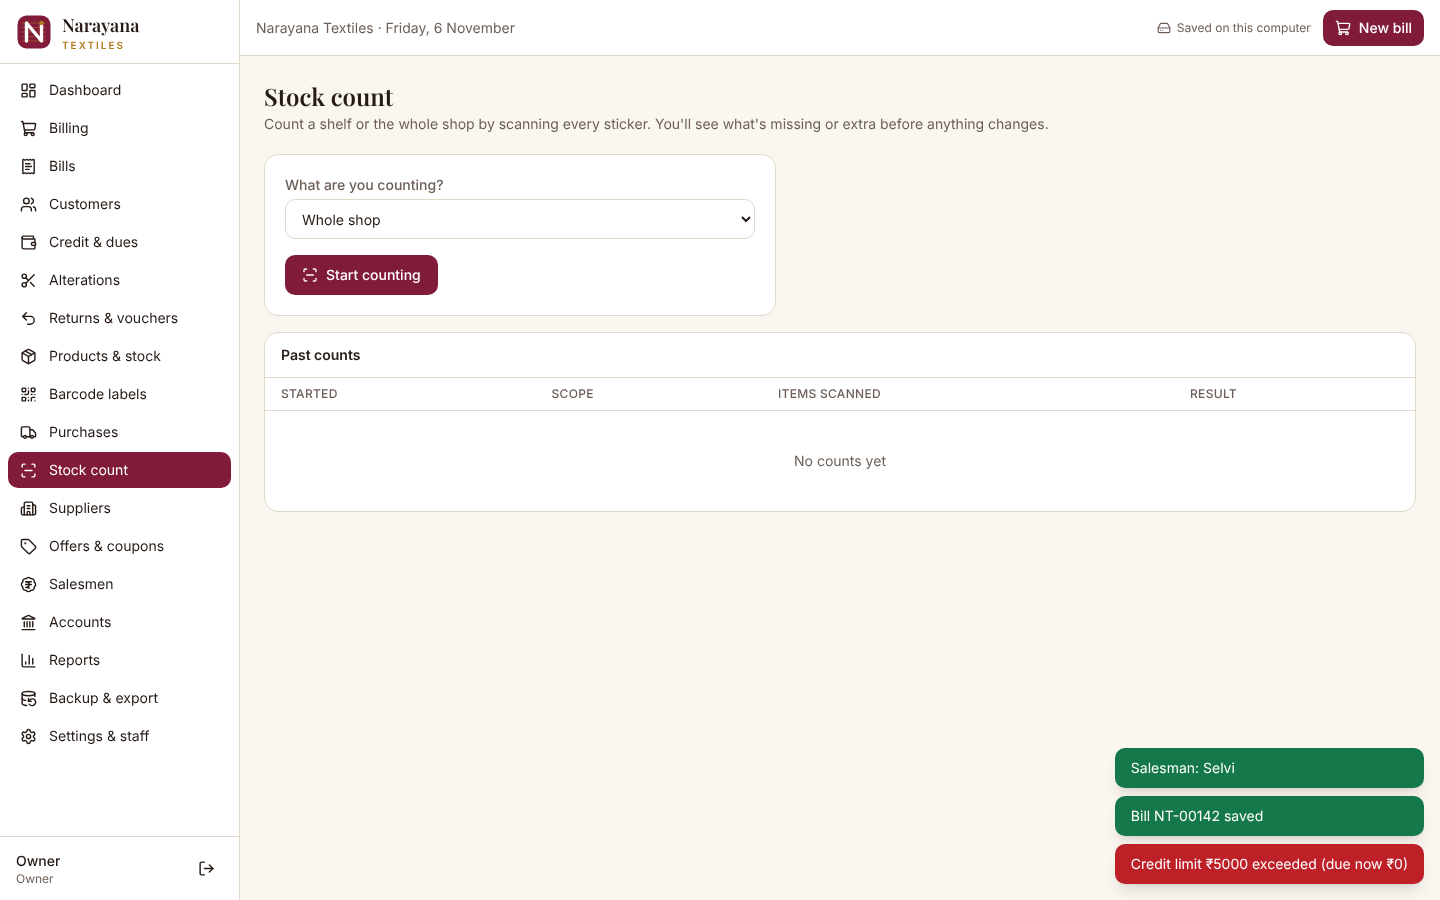 Narayana
TEXTILES
Dashboard
Billing
Bills
Customers
Credit & dues
Alterations
Returns & vouchers
Products & stock
Barcode labels
Purchases
Stock count
Suppliers
Offers & coupons
Salesmen
Accounts
Reports
Backup & export
Settings & staff
Owner
Owner
Narayana Textiles · Friday, 6 November
Saved on this computer
New bill
Stock count
Count a shelf or the whole shop by scanning every sticker. You'll see what's missing or extra before anything changes.
What are you counting?
Whole shop
Start counting
Past counts
STARTED SCOPE ITEMS SCANNED RESULT
No counts yet
Salesman: Selvi
Bill NT-00142 saved
Credit limit ₹5000 exceeded (due now ₹0)